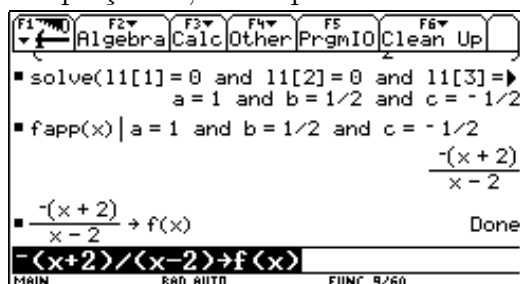 F1 F2 F3 F4 F5 F6
Algebra Calc Other PrgmIO Clean Up
solve(l1[1] = 0 and l1[2] = 0 and l1[3] =
a = 1 and b = 1/2 and c = -1/2
fapp(x) | a = 1 and b = 1/2 and c = -1/2
-(x + 2)
x - 2
-(x + 2)
x - 2
→ f(x) Done
-(x+2)/(x-2)→f(x)
MAIN RAD AUTO FUNC 9/60